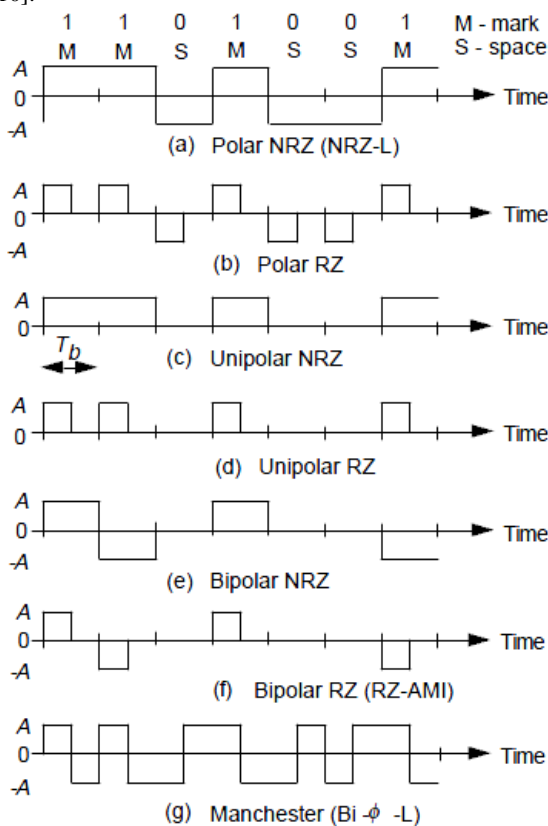 1 1 0 1 0 0 1 M - mark
M M S M S S M S - space
A
0 Time
-A
(a) Polar NRZ (NRZ-L)
A
0 Time
-A
(b) Polar RZ
A
0 Time
T_b
(c) Unipolar NRZ
A
0 Time
(d) Unipolar RZ
A
0 Time
-A
(e) Bipolar NRZ
A
0 Time
-A
(f) Bipolar RZ (RZ-AMI)
A
0 Time
-A
(g) Manchester (Bi -ϕ -L)